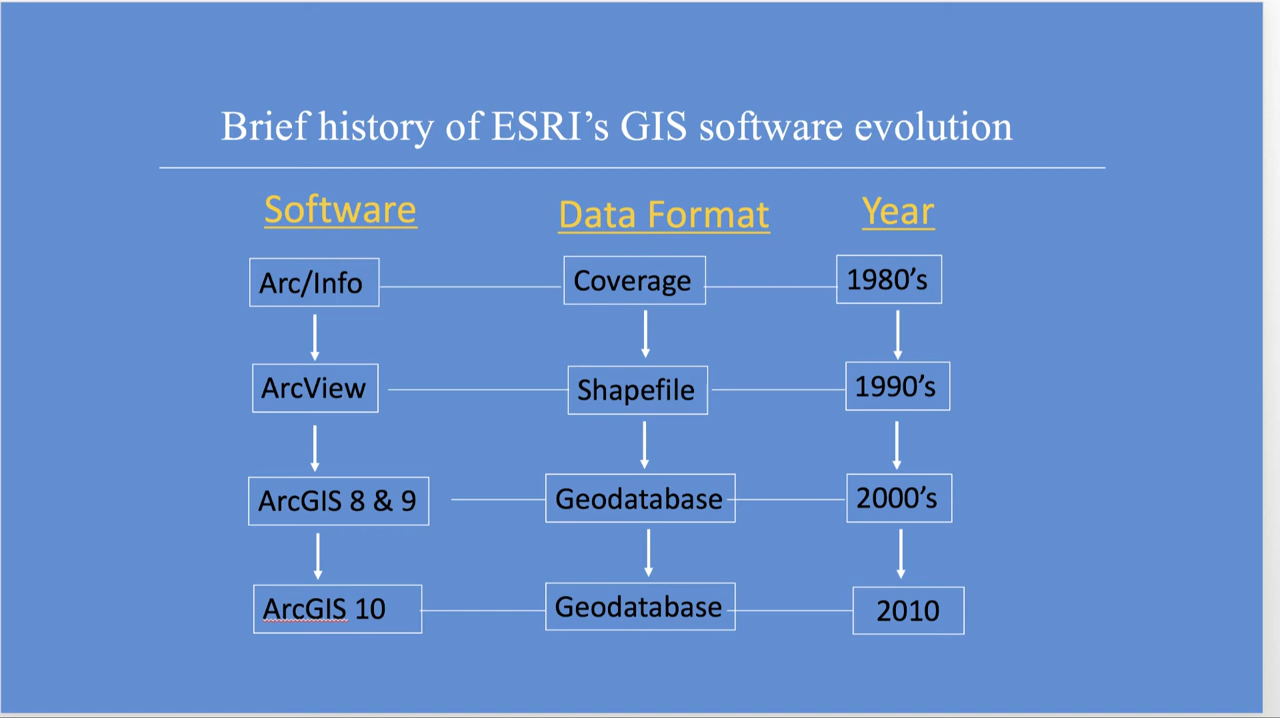 Brief history of ESRI’s GIS software evolution
Software Data Format Year
Arc/Info Coverage 1980’s
ArcView Shapefile 1990’s
ArcGIS 8 & 9 Geodatabase 2000’s
ArcGIS 10 Geodatabase 2010